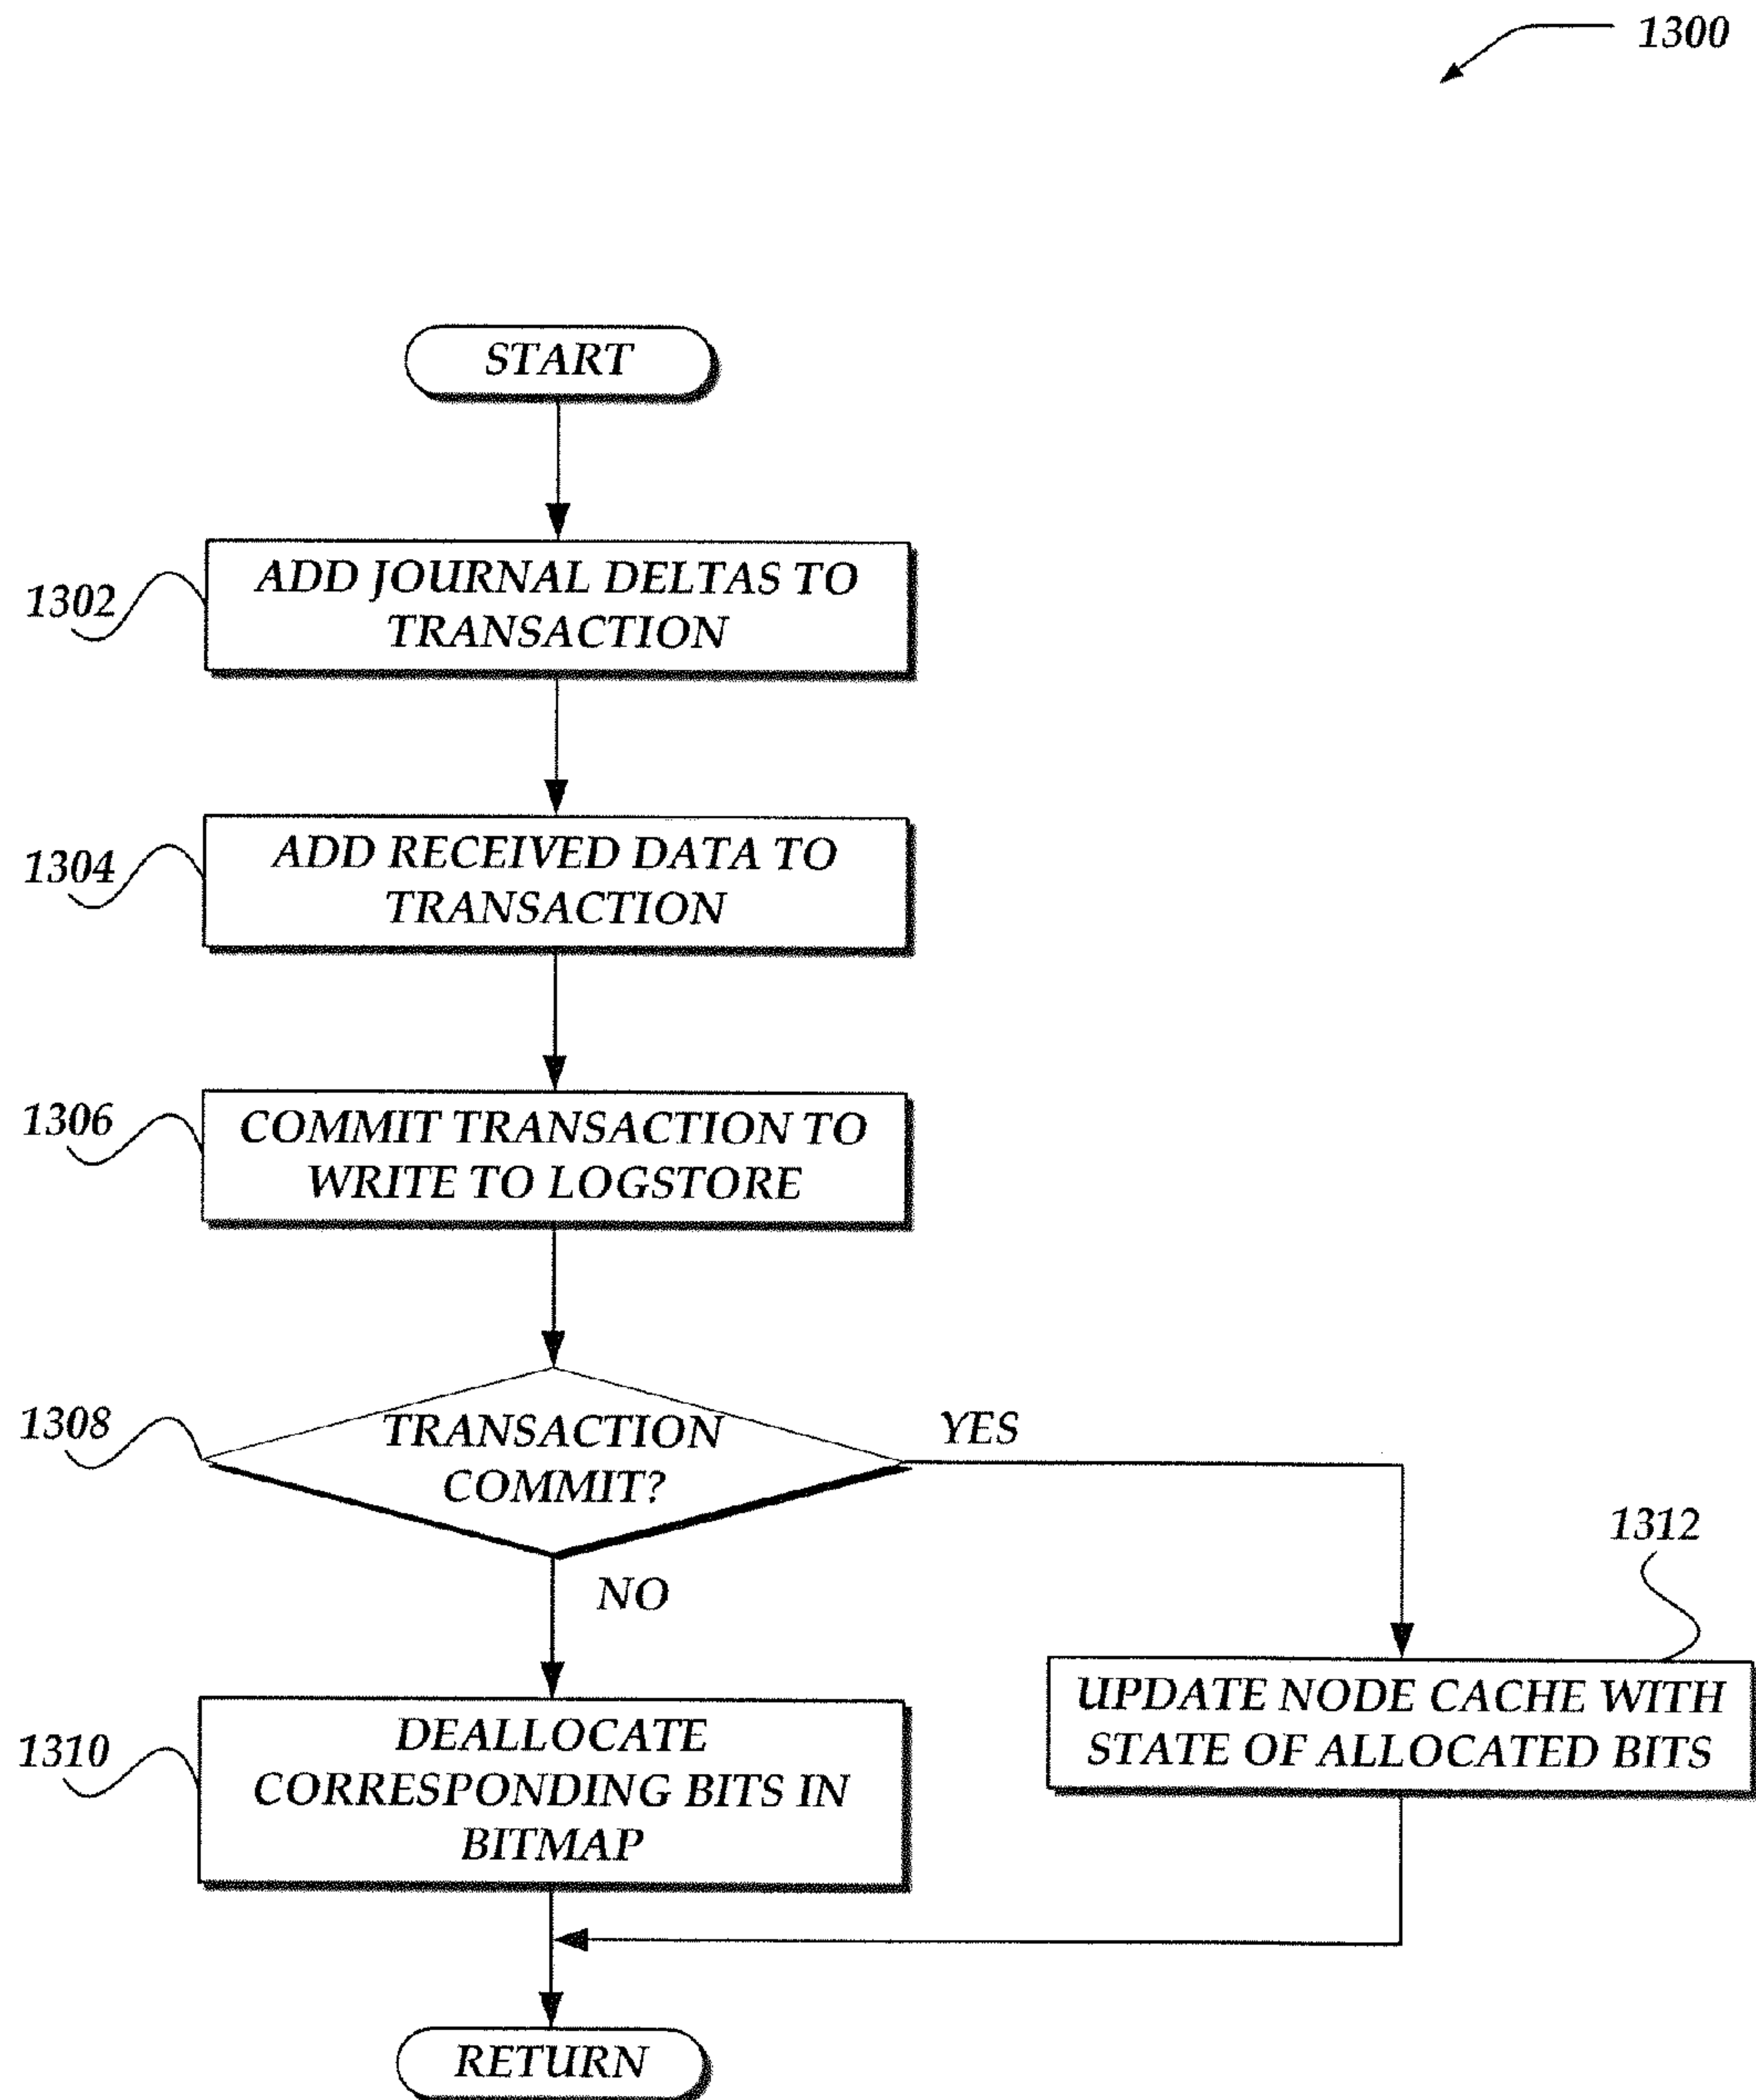 1300
START
1302
ADD JOURNAL DELTAS TO
TRANSACTION
1304
ADD RECEIVED DATA TO
TRANSACTION
1306
COMMIT TRANSACTION TO
WRITE TO LOGSTORE
1308
TRANSACTION
COMMIT?
YES
NO
1312
UPDATE NODE CACHE WITH
STATE OF ALLOCATED BITS
1310
DEALLOCATE
CORRESPONDING BITS IN
BITMAP
RETURN